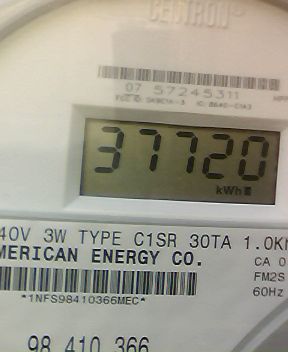 CENTRON®
07 57245311
37720
kWh
40V 3W TYPE C1SR 30TA 1.0K
MERICAN ENERGY CO.
CA 0
FM2S
60Hz
*1NFS98410366MEC*
98 410 366